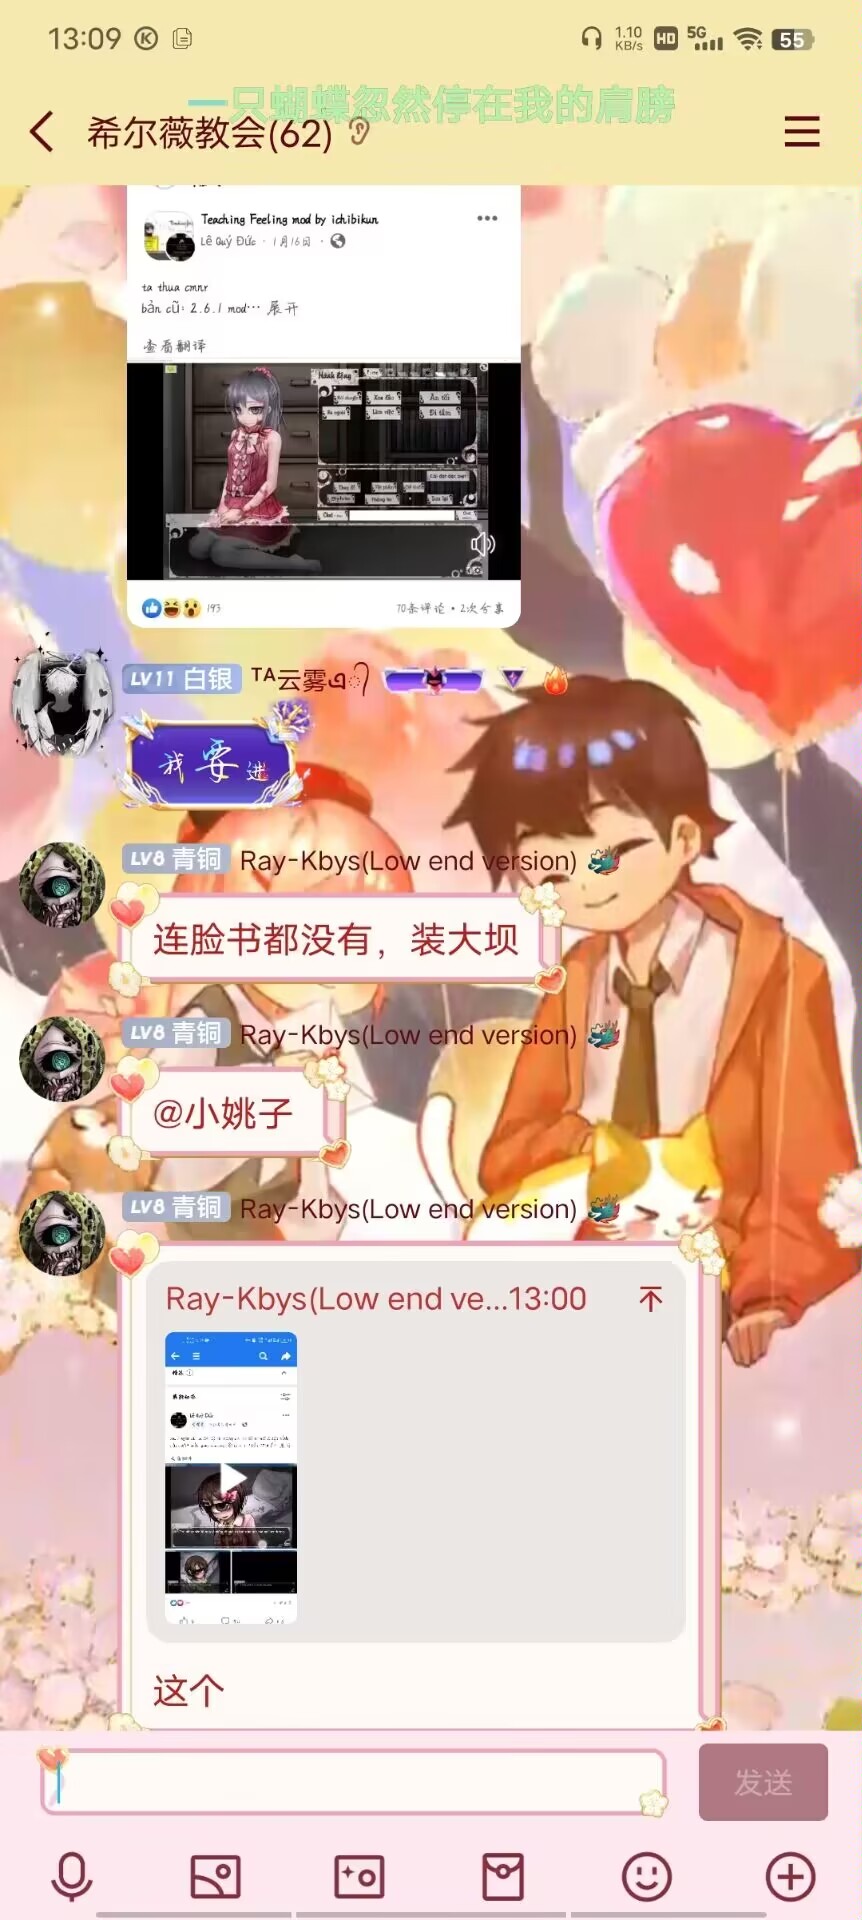 13:09
1.10 KB/s HD 5G 55
一只蝴蝶忽然停在我的肩膀
希尔薇教会(62)
Teaching Feeling mod by ichibikun
Lê Quý Đức · 1月16日 ·
ta thua cmnr
bản cũ: 2.6.1 mod… 展开
查看翻译
Hành động
Ăn tối
Đi tắm
193
70条评论 • 2次分享
LV11 白银 TA云雾
我要进
LV8 青铜 Ray-Kbys(Low end version)
连脸书都没有，装大坝
LV8 青铜 Ray-Kbys(Low end version)
@小姚子
LV8 青铜 Ray-Kbys(Low end version)
Ray-Kbys(Low end ve...13:00
这个
发送